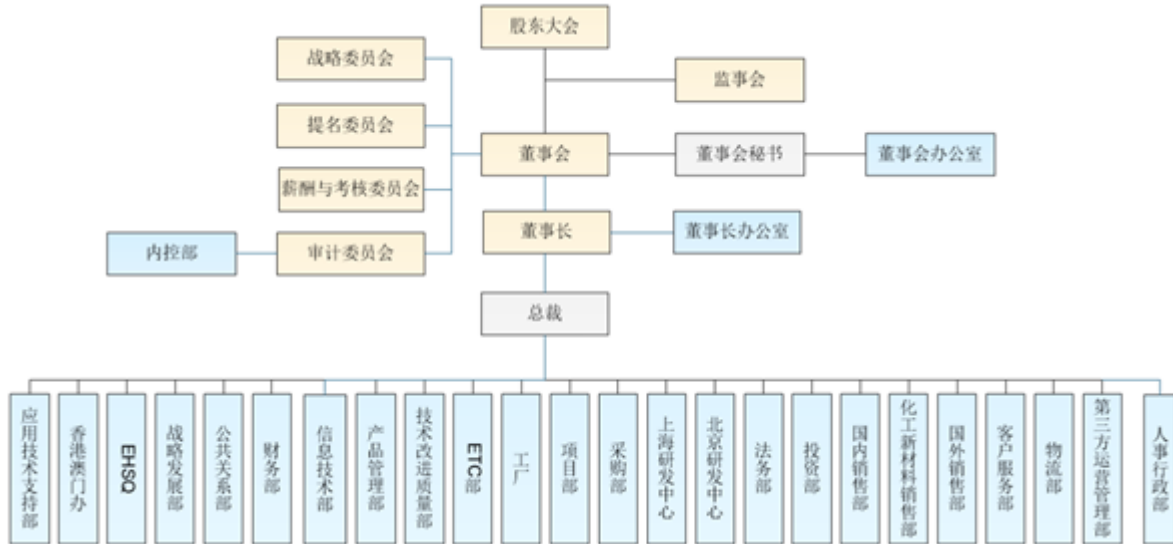 股东大会
战略委员会
监事会
提名委员会
董事会
董事会秘书
董事会办公室
薪酬与考核委员会
董事长
董事长办公室
内控部
审计委员会
总裁
应用技术支持部
香港澳门办
EHSQ
战略发展部
公共关系部
财务部
信息技术部
产品管理部
技术改进质量部
ETC部
工厂
项目部
采购部
上海研发中心
北京研发中心
法务部
投资部
国内销售部
化工新材料销售部
国外销售部
客户服务部
物流部
第三方运营管理部
人事行政部